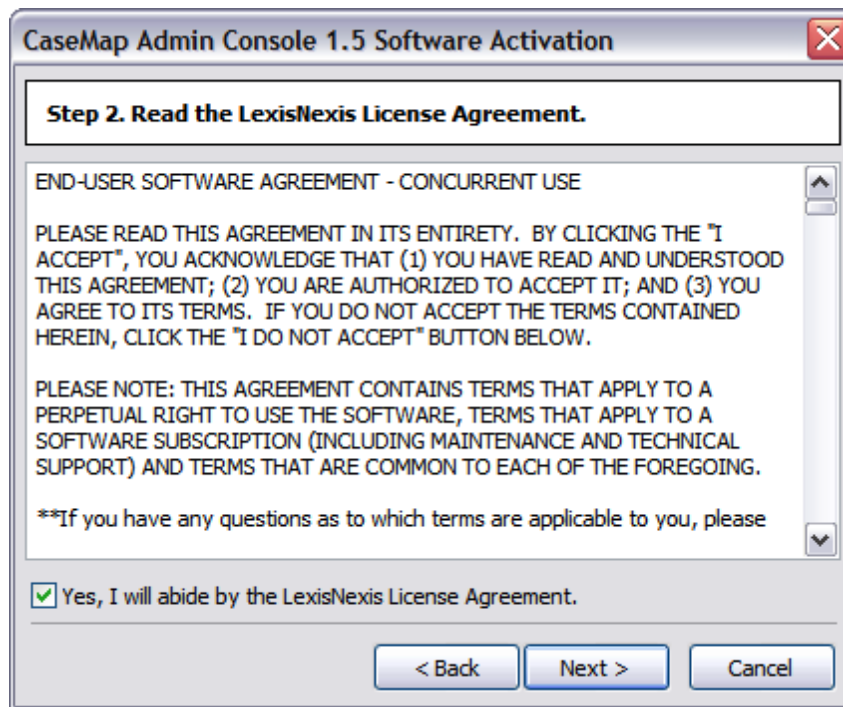 CaseMap Admin Console 1.5 Software Activation
Step 2. Read the LexisNexis License Agreement.
END-USER SOFTWARE AGREEMENT - CONCURRENT USE
PLEASE READ THIS AGREEMENT IN ITS ENTIRETY.  BY CLICKING THE "I
ACCEPT", YOU ACKNOWLEDGE THAT (1) YOU HAVE READ AND UNDERSTOOD
THIS AGREEMENT; (2) YOU ARE AUTHORIZED TO ACCEPT IT; AND (3) YOU
AGREE TO ITS TERMS.  IF YOU DO NOT ACCEPT THE TERMS CONTAINED
HEREIN, CLICK THE "I DO NOT ACCEPT" BUTTON BELOW.
PLEASE NOTE: THIS AGREEMENT CONTAINS TERMS THAT APPLY TO A
PERPETUAL RIGHT TO USE THE SOFTWARE, TERMS THAT APPLY TO A
SOFTWARE SUBSCRIPTION (INCLUDING MAINTENANCE AND TECHNICAL
SUPPORT) AND TERMS THAT ARE COMMON TO EACH OF THE FOREGOING.
**If you have any questions as to which terms are applicable to you, please
Yes, I will abide by the LexisNexis License Agreement.
< Back Next > Cancel